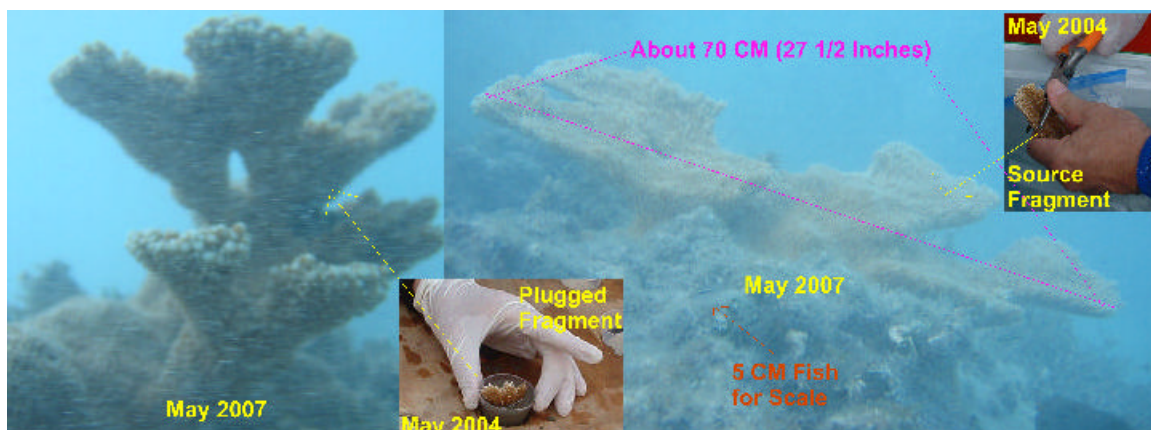 About 70 CM (27 1/2 Inches)
May 2004
Source
Fragment
Plugged
Fragment
May 2007
5 CM Fish
for Scale
May 2007
May 2004